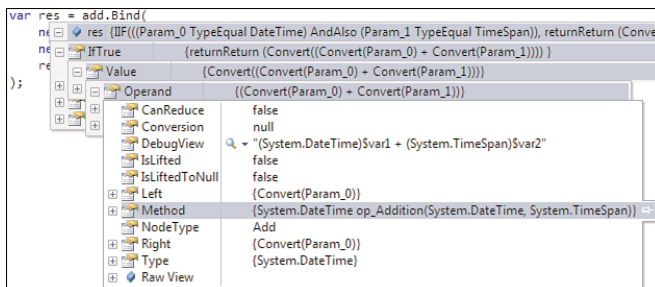 var res = add.Bind(
ne res {IIF(((Param_0 TypeEqual DateTime) AndAlso (Param_1 TypeEqual TimeSpan)), returnReturn (Conve
ne IfTrue {returnReturn (Convert((Convert(Param_0) + Convert(Param_1)))) }
re Value {Convert((Convert(Param_0) + Convert(Param_1)))}
); Operand {(Convert(Param_0) + Convert(Param_1))}
CanReduce false
Conversion null
DebugView "(System.DateTime)$var1 + (System.TimeSpan)$var2"
IsLifted false
IsLiftedToNull false
Left {Convert(Param_0)}
Method {System.DateTime op_Addition(System.DateTime, System.TimeSpan)}
NodeType Add
Right {Convert(Param_0)}
Type {System.DateTime}
Raw View